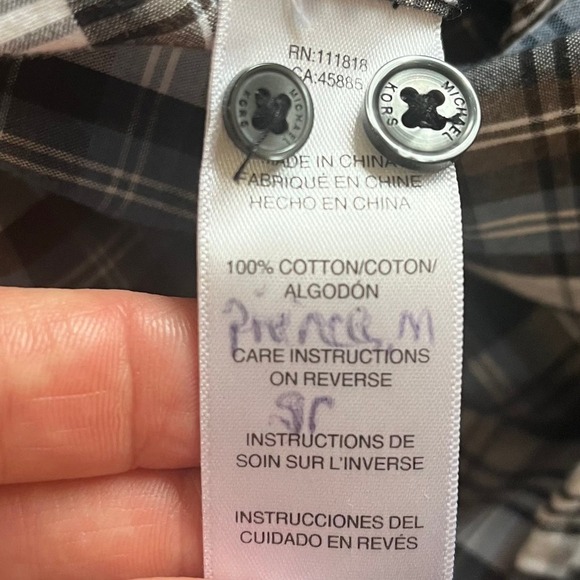 RN:111818
CA:45885
MICHAEL KORS
MICHAEL KORS
MADE IN CHINA
FABRIQUÉ EN CHINE
HECHO EN CHINA
100% COTTON/COTON/
ALGODÓN
CARE INSTRUCTIONS
ON REVERSE
INSTRUCTIONS DE
SOIN SUR L'INVERSE
INSTRUCCIONES DEL
CUIDADO EN REVÉS